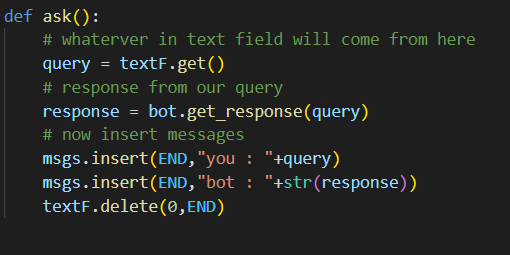 def ask():
# whaterver in text field will come from here
query = textF.get()
# response from our query
response = bot.get_response(query)
# now insert messages
msgs.insert(END,"you : "+query)
msgs.insert(END,"bot : "+str(response))
textF.delete(0,END)